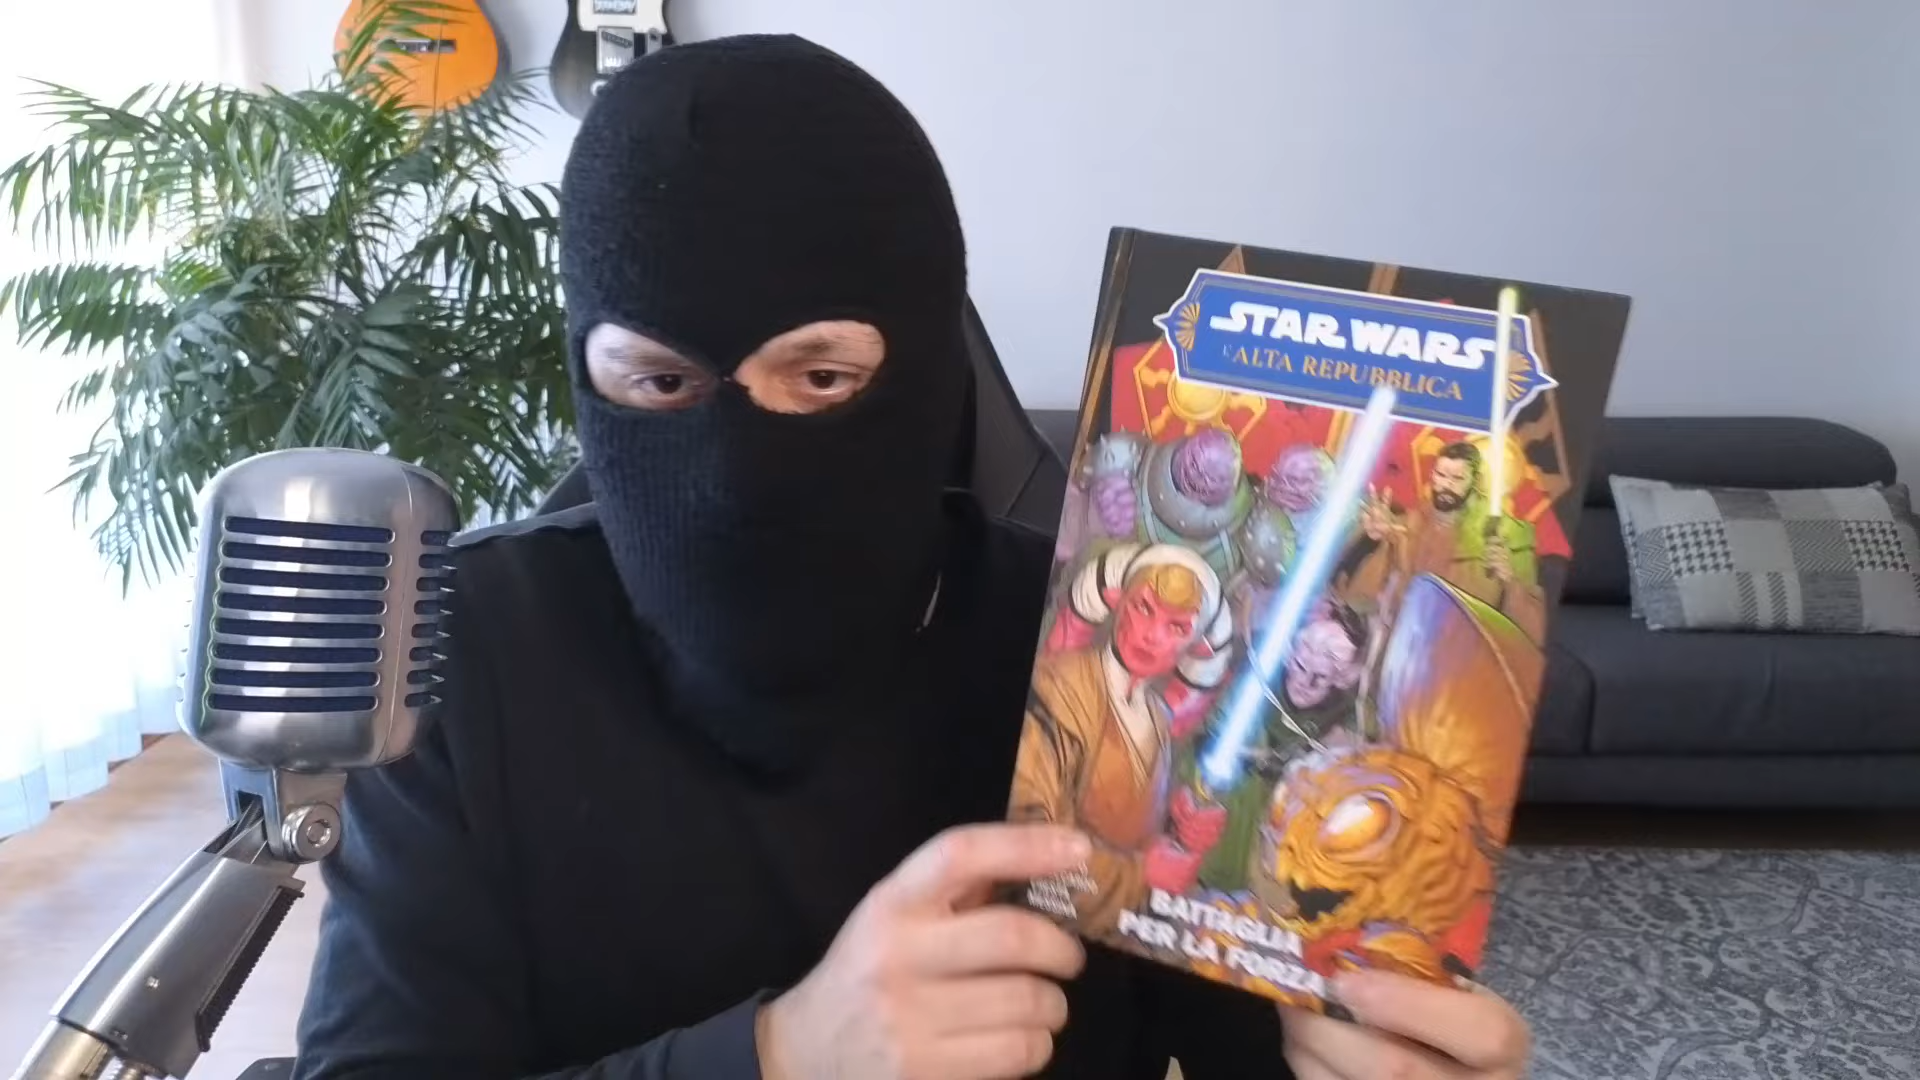 STAR WARS
L'ALTA REPUBBLICA
BATTAGLIA
PER LA FORZA